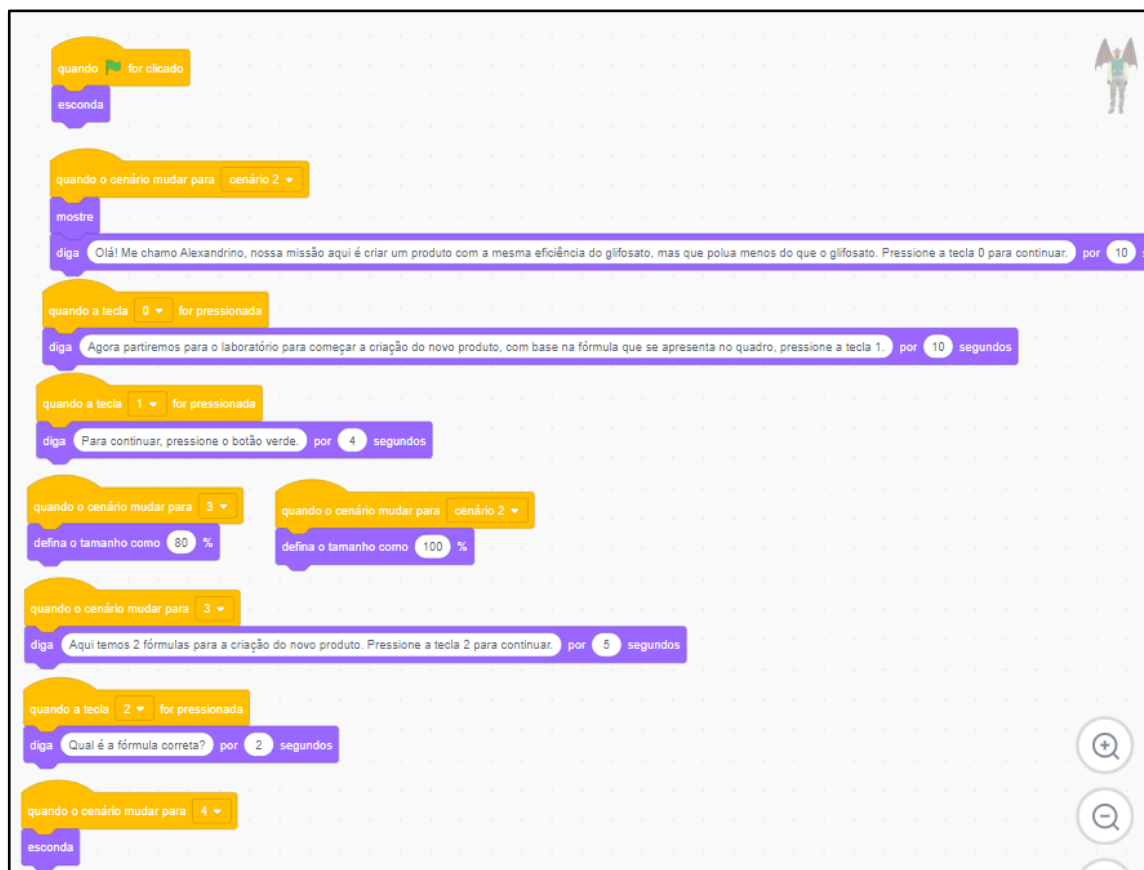 quando for clicado
esconda
quando o cenário mudar para cenário 2
mostre
diga Olá! Me chamo Alexandrino, nossa missão aqui é criar um produto com a mesma eficiência do glifosato, mas que polua menos do que o glifosato. Pressione a tecla 0 para continuar. por 10 s
quando a tecla 0 for pressionada
diga Agora partiremos para o laboratório para começar a criação do novo produto, com base na fórmula que se apresenta no quadro, pressione a tecla 1. por 10 segundos
quando a tecla 1 for pressionada
diga Para continuar, pressione o botão verde. por 4 segundos
quando o cenário mudar para 3
defina o tamanho como 80 %
quando o cenário mudar para cenário 2
defina o tamanho como 100 %
quando o cenário mudar para 3
diga Aqui temos 2 fórmulas para a criação do novo produto. Pressione a tecla 2 para continuar. por 5 segundos
quando a tecla 2 for pressionada
diga Qual é a fórmula correta? por 2 segundos
quando o cenário mudar para 4
esconda